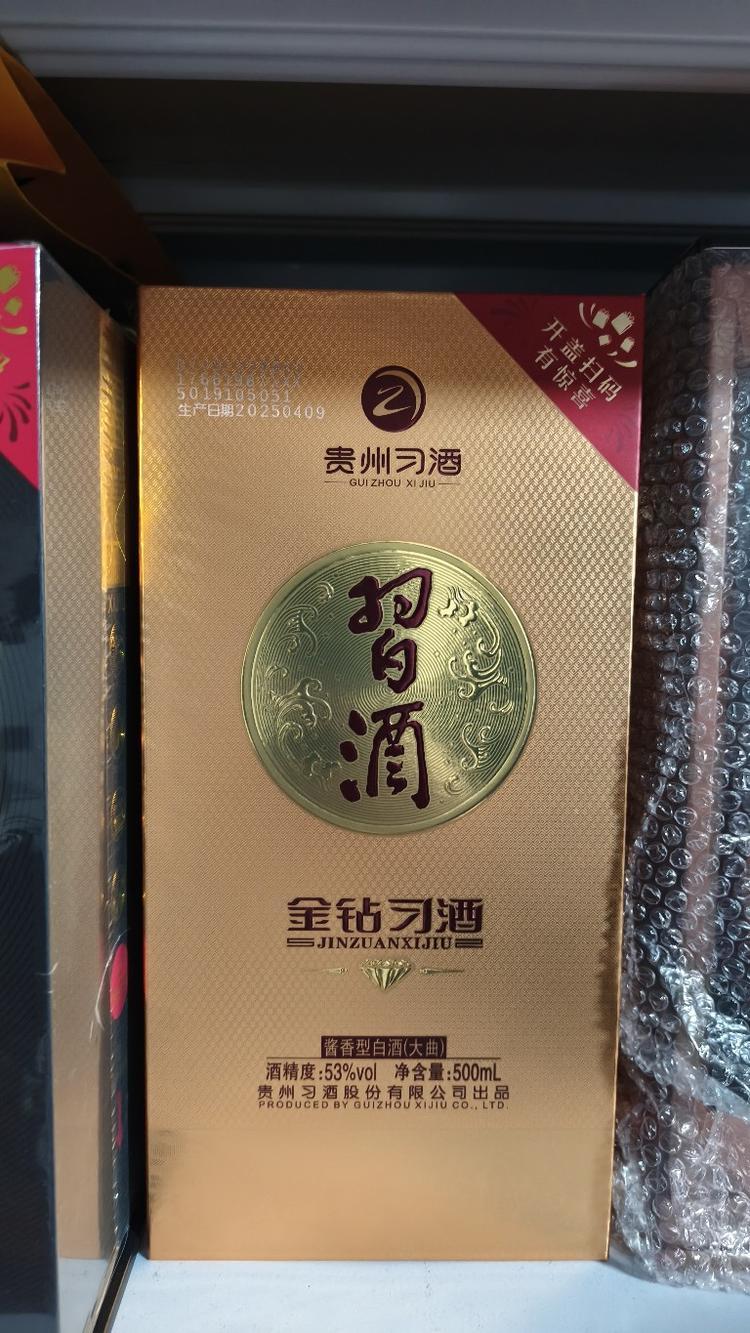 5019105051
生产日期20250409
开盖扫码
有惊喜
贵州习酒
GUIZHOU XI JIU
習酒
金钻习酒
JINZUANXIJIU
酱香型白酒(大曲)
酒精度:53%vol 净含量:500mL
贵州习酒股份有限公司出品
PRODUCED BY GUIZHOU XIJIU CO., LTD.